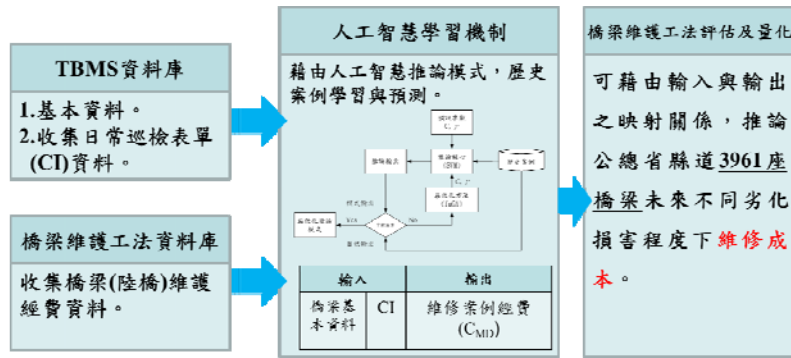 TBMS資料庫
1.基本資料。
2.收集日常巡檢表單
(CI)資料。
橋梁維護工法資料庫
收集橋梁(陸橋)維護
經費資料。
人工智慧學習機制
藉由人工智慧推論模式，歷史
案例學習與預測。
Yes
No
輸入
輸出
橋梁基
本資料
CI
維修案例經費
(CMD)
橋梁維護工法評估及量化
可藉由輸入與輸出
之映射關係，推論
公總省縣道3961座
橋梁未來不同劣化
損害程度下維修成
本。